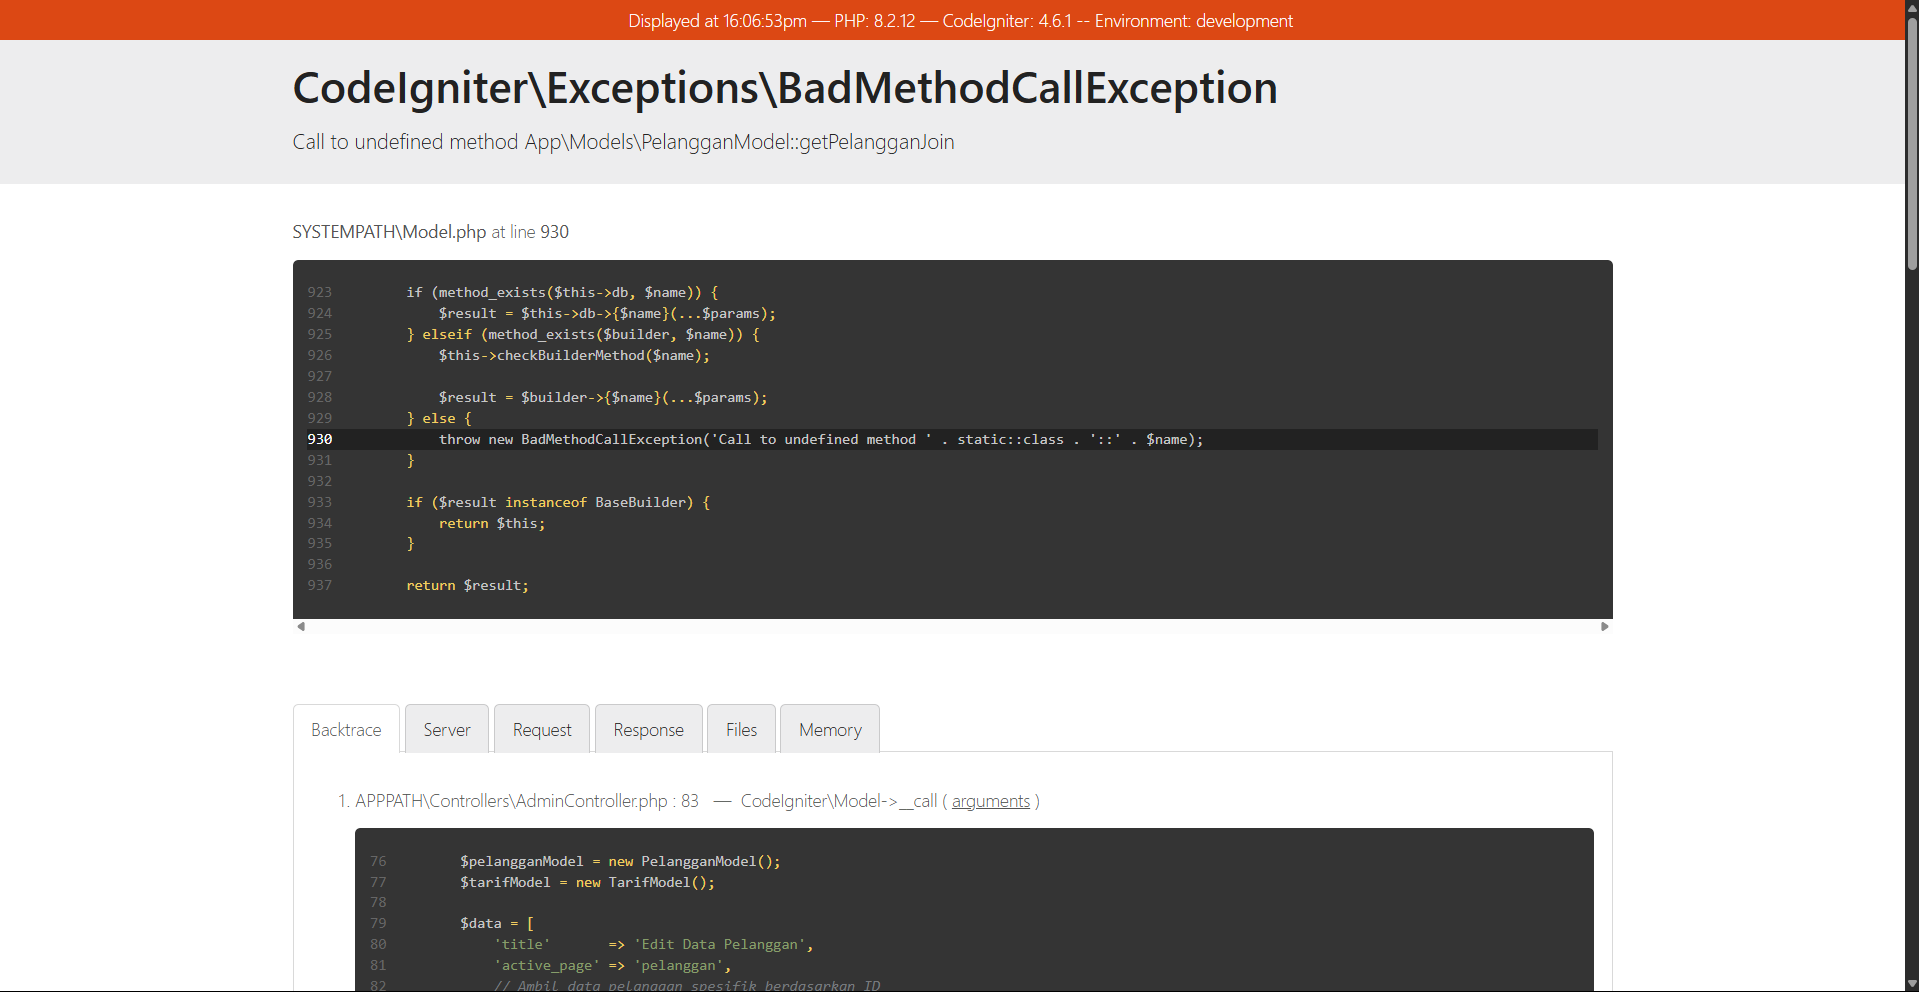 Displayed at 16:06:53pm — PHP: 8.2.12 — CodeIgniter: 4.6.1 -- Environment: development
CodeIgniter\Exceptions\BadMethodCallException
Call to undefined method App\Models\PelangganModel::getPelangganJoin
SYSTEMPATH\Model.php at line 930
923         if (method_exists($this->db, $name)) {
924             $result = $this->db->{$name}(...$params);
925         } elseif (method_exists($builder, $name)) {
926             $this->checkBuilderMethod($name);
927
928             $result = $builder->{$name}(...$params);
929         } else {
930             throw new BadMethodCallException('Call to undefined method ' . static::class . '::' . $name);
931         }
932
933         if ($result instanceof BaseBuilder) {
934             return $this;
935         }
936
937         return $result;
Backtrace Server Request Response Files Memory
1. APPPATH\Controllers\AdminController.php : 83 — CodeIgniter\Model->__call ( arguments )
76         $pelangganModel = new PelangganModel();
77         $tarifModel = new TarifModel();
78
79         $data = [
80             'title'       => 'Edit Data Pelanggan',
81             'active_page' => 'pelanggan',
82             // Ambil data pelanggan spesifik berdasarkan ID